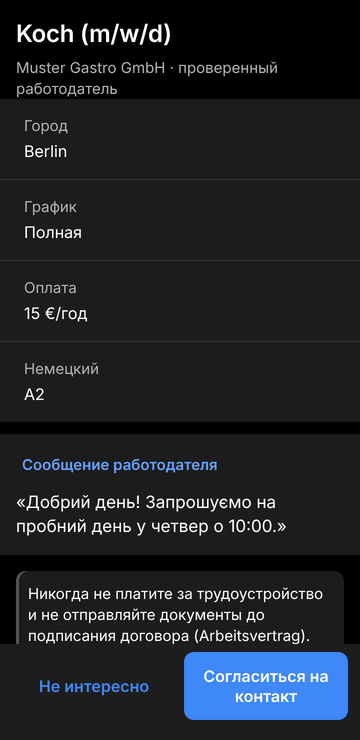 Koch (m/w/d)
Muster Gastro GmbH · проверенный
работодатель
Город
Berlin
График
Полная
Оплата
15 €/год
Немецкий
A2
Сообщение работодателя
«Добрий день! Запрошуємо на
пробний день у четвер о 10:00.»
Никогда не платите за трудоустройство
и не отправляйте документы до
подписания договора (Arbeitsvertrag).
Не интересно
Согласиться на
контакт